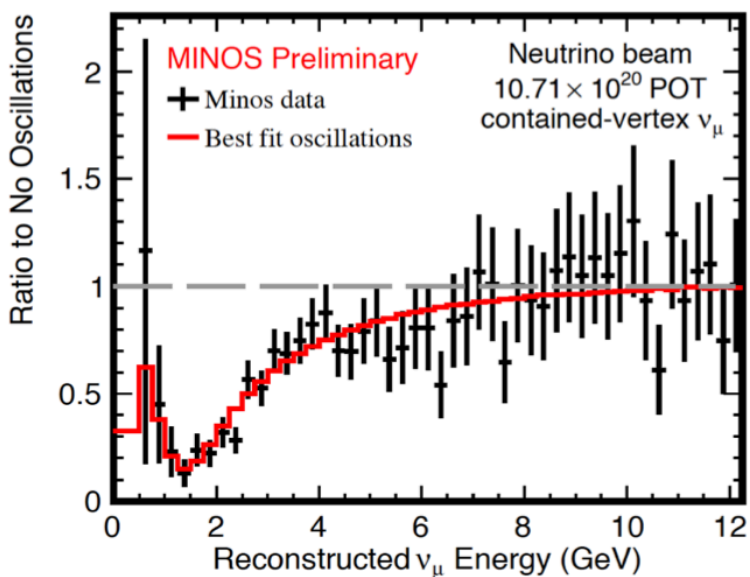 Ratio to No Oscillations
2
1.5
1
0.5
0
MINOS Preliminary
Minos data
Best fit oscillations
Neutrino beam
10.71 × 10²⁰ POT
contained-vertex νμ
0 2 4 6 8 10 12
Reconstructed νμ Energy (GeV)